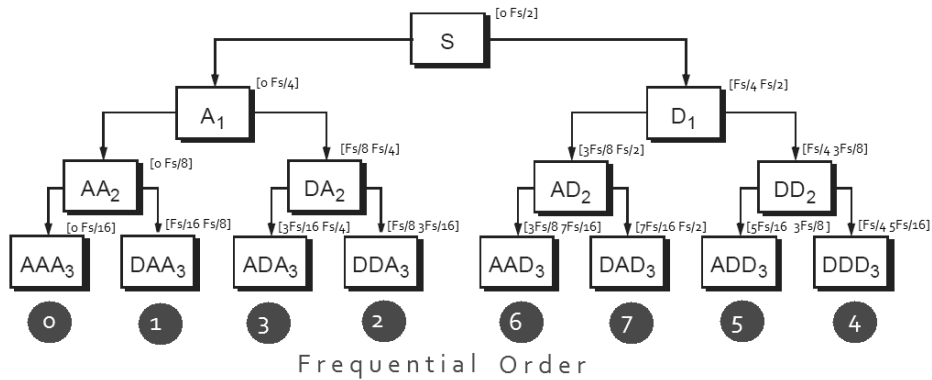 [0 Fs/2]
S
[0 Fs/4]
[Fs/4 Fs/2]
A1
D1
[0 Fs/8]
[Fs/8 Fs/4]
[3Fs/8 Fs/2]
[Fs/4 3Fs/8]
AA2
DA2
AD2
DD2
[0 Fs/16]
[Fs/16 Fs/8]
[3Fs/16 Fs/4]
[Fs/8 3Fs/16]
[3Fs/8 7Fs/16]
[7Fs/16 Fs/2]
[5Fs/16 3Fs/8]
[Fs/4 5Fs/16]
AAA3
DAA3
ADA3
DDA3
AAD3
DAD3
ADD3
DDD3
0
1
3
2
6
7
5
4
Frequential Order